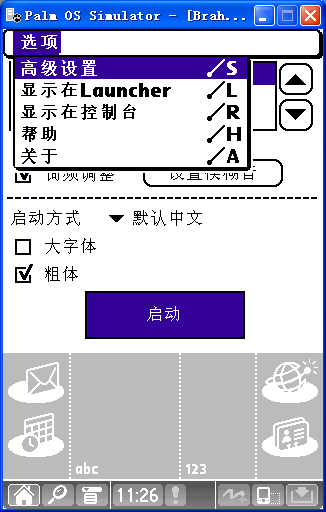 Palm OS Simulator - [Brah...
选项
高级设置 /S
显示在Launcher /L
显示在控制台 /R
帮助 /H
关于 /A
词频调整 设置模糊音
启动方式 默认中文
大字体
粗体
启动
abc 123
11:26